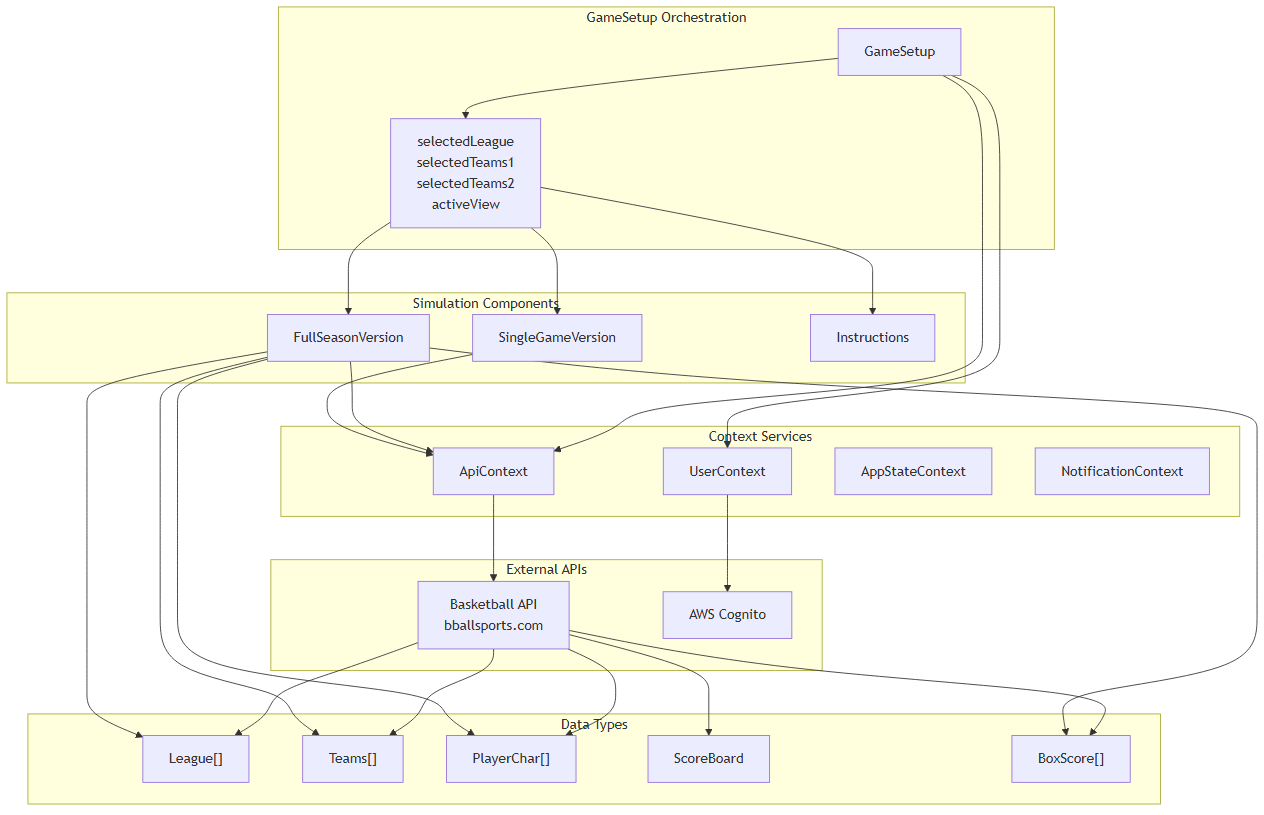 GameSetup Orchestration
GameSetup
selectedLeague
selectedTeams1
selectedTeams2
activeView
Simulation Components
FullSeasonVersion
SingleGameVersion
Instructions
Context Services
ApiContext
UserContext
AppStateContext
NotificationContext
External APIs
Basketball API
bballsports.com
AWS Cognito
Data Types
League[]
Teams[]
PlayerChar[]
ScoreBoard
BoxScore[]